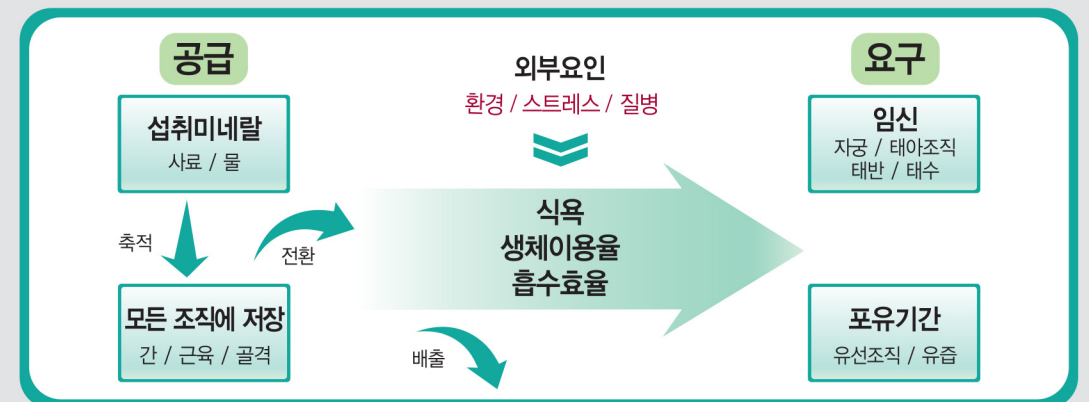 공급
섭취미네랄
사료 / 물
축적
전환
모든 조직에 저장
간 / 근육 / 골격
외부요인
환경 / 스트레스 / 질병
식욕
생체이용율
흡수효율
배출
요구
임신
자궁 / 태아조직
태반 / 태수
포유기간
유선조직 / 유즙